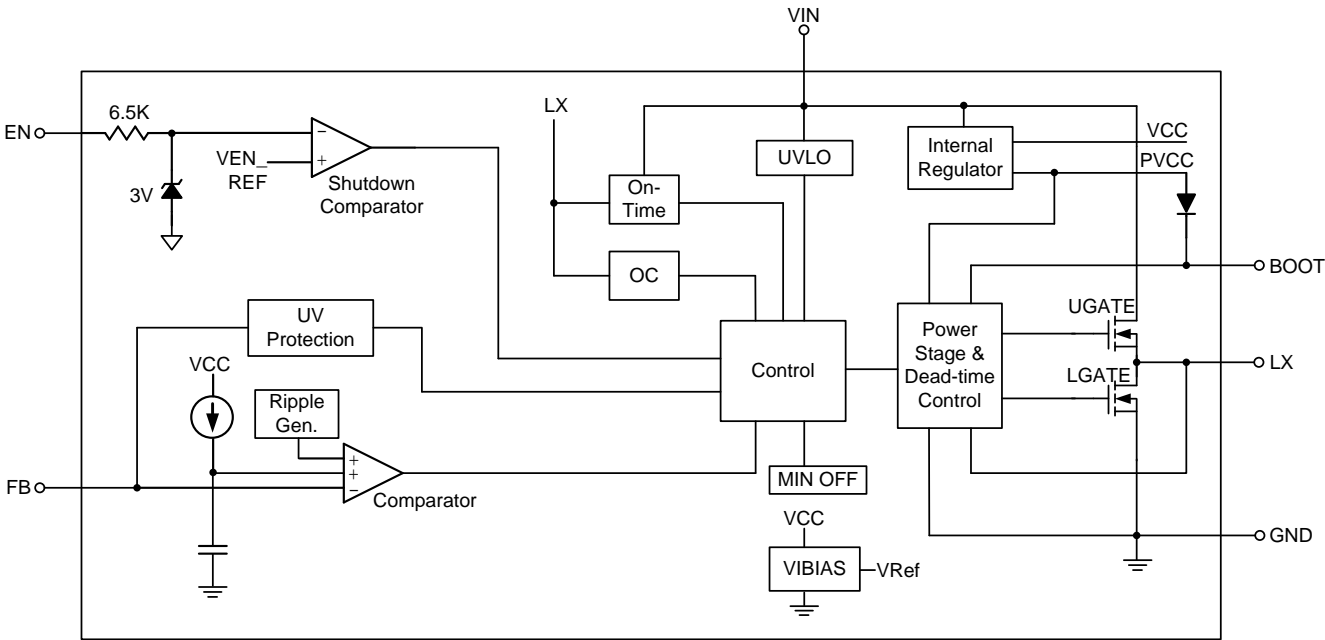 VIN
EN
6.5K
VEN_
REF
3V
Shutdown
Comparator
LX
UVLO
On-
Time
OC
Internal
Regulator
VCC
PVCC
BOOT
UV
Protection
VCC
Ripple
Gen.
Control
Power
Stage &
Dead-time
Control
UGATE
LGATE
LX
FB
Comparator
MIN OFF
VCC
VIBIAS
VRef
GND